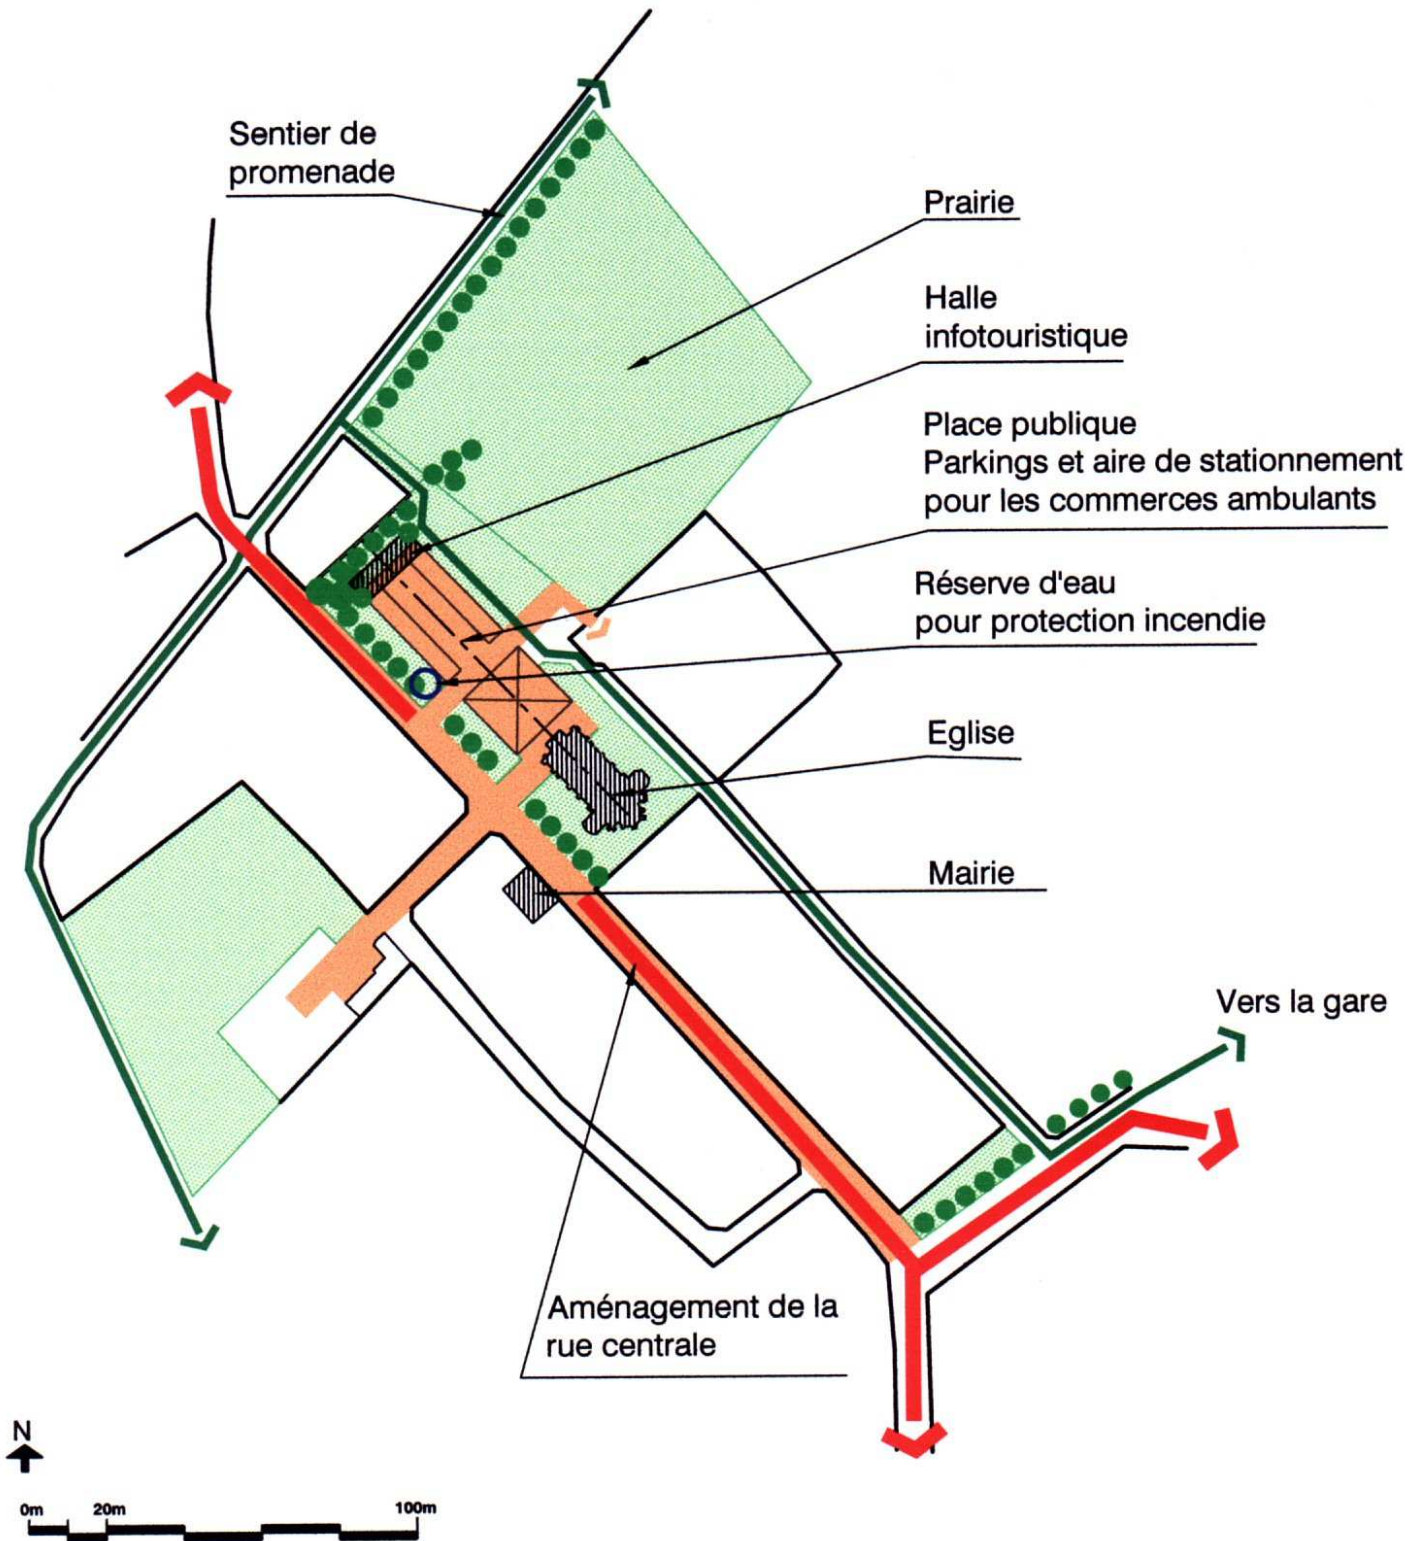 Sentier de
promenade
Prairie
Halle
infotouristique
Place publique
Parkings et aire de stationnement
pour les commerces ambulants
Réserve d'eau
pour protection incendie
Eglise
Mairie
Vers la gare
Aménagement de la
rue centrale
N
0m 20m 100m